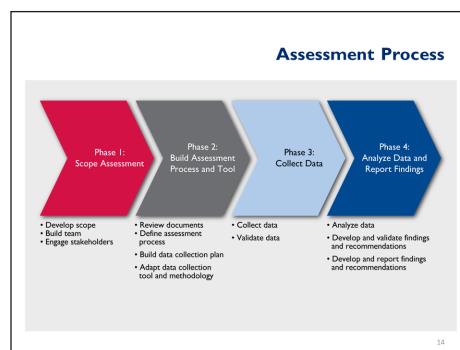 Assessment Process
Phase 1:
Scope Assessment
Phase 2:
Build Assessment
Process and Tool
Phase 3:
Collect Data
Phase 4:
Analyze Data and
Report Findings
• Develop scope
• Build team
• Engage stakeholders
• Review documents
• Define assessment
process
• Build data collection plan
• Adapt data collection
tool and methodology
• Collect data
• Validate data
• Analyze data
• Develop and validate findings
and recommendations
• Develop and report findings
and recommendations
14